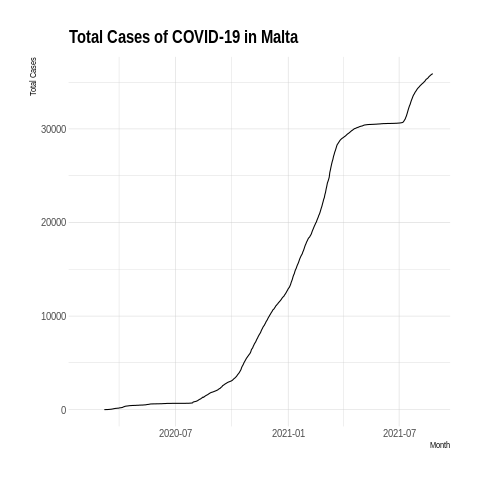 Total Cases of COVID-19 in Malta
Total Cases
30000
20000
10000
0
2020-07
2021-01
2021-07
Month